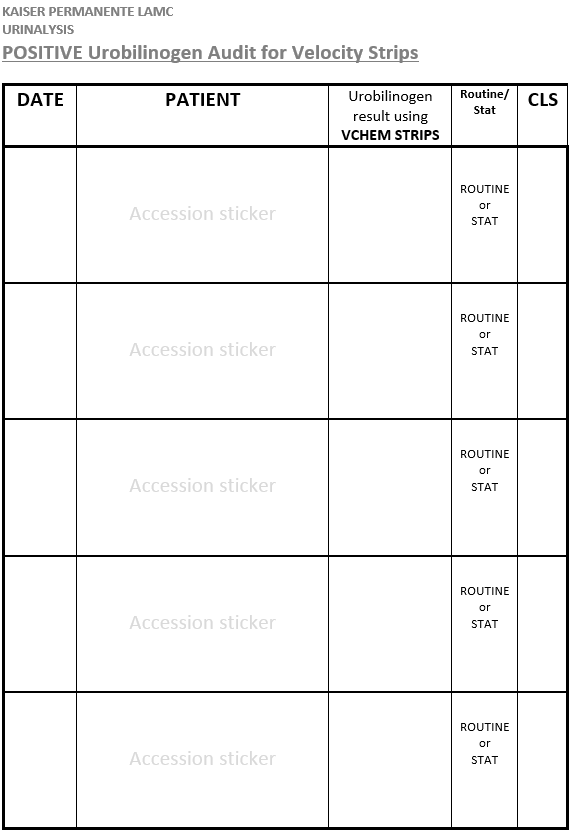 KAISER PERMANENTE LAMC
URINALYSIS
POSITIVE Urobilinogen Audit for Velocity Strips
DATE
PATIENT
Urobilinogen
result using
VCHEM STRIPS
Routine/
Stat
CLS
Accession sticker
ROUTINE
or
STAT
Accession sticker
ROUTINE
or
STAT
Accession sticker
ROUTINE
or
STAT
Accession sticker
ROUTINE
or
STAT
Accession sticker
ROUTINE
or
STAT